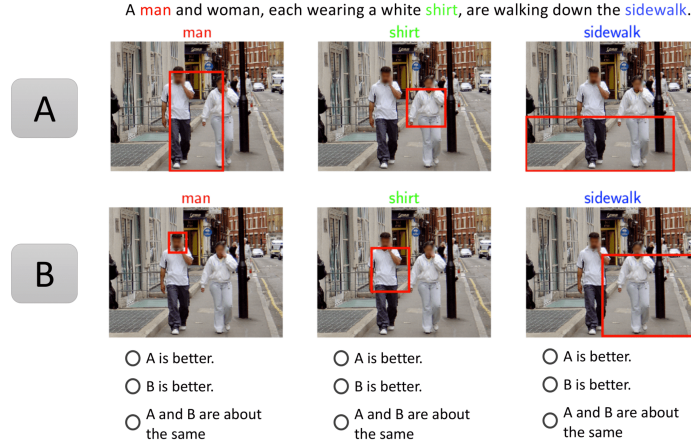 A man and woman, each wearing a white shirt, are walking down the sidewalk.
man shirt sidewalk
A
man shirt sidewalk
B
A is better. A is better. A is better.
B is better. B is better. B is better.
A and B are about A and B are about A and B are about
the same the same the same